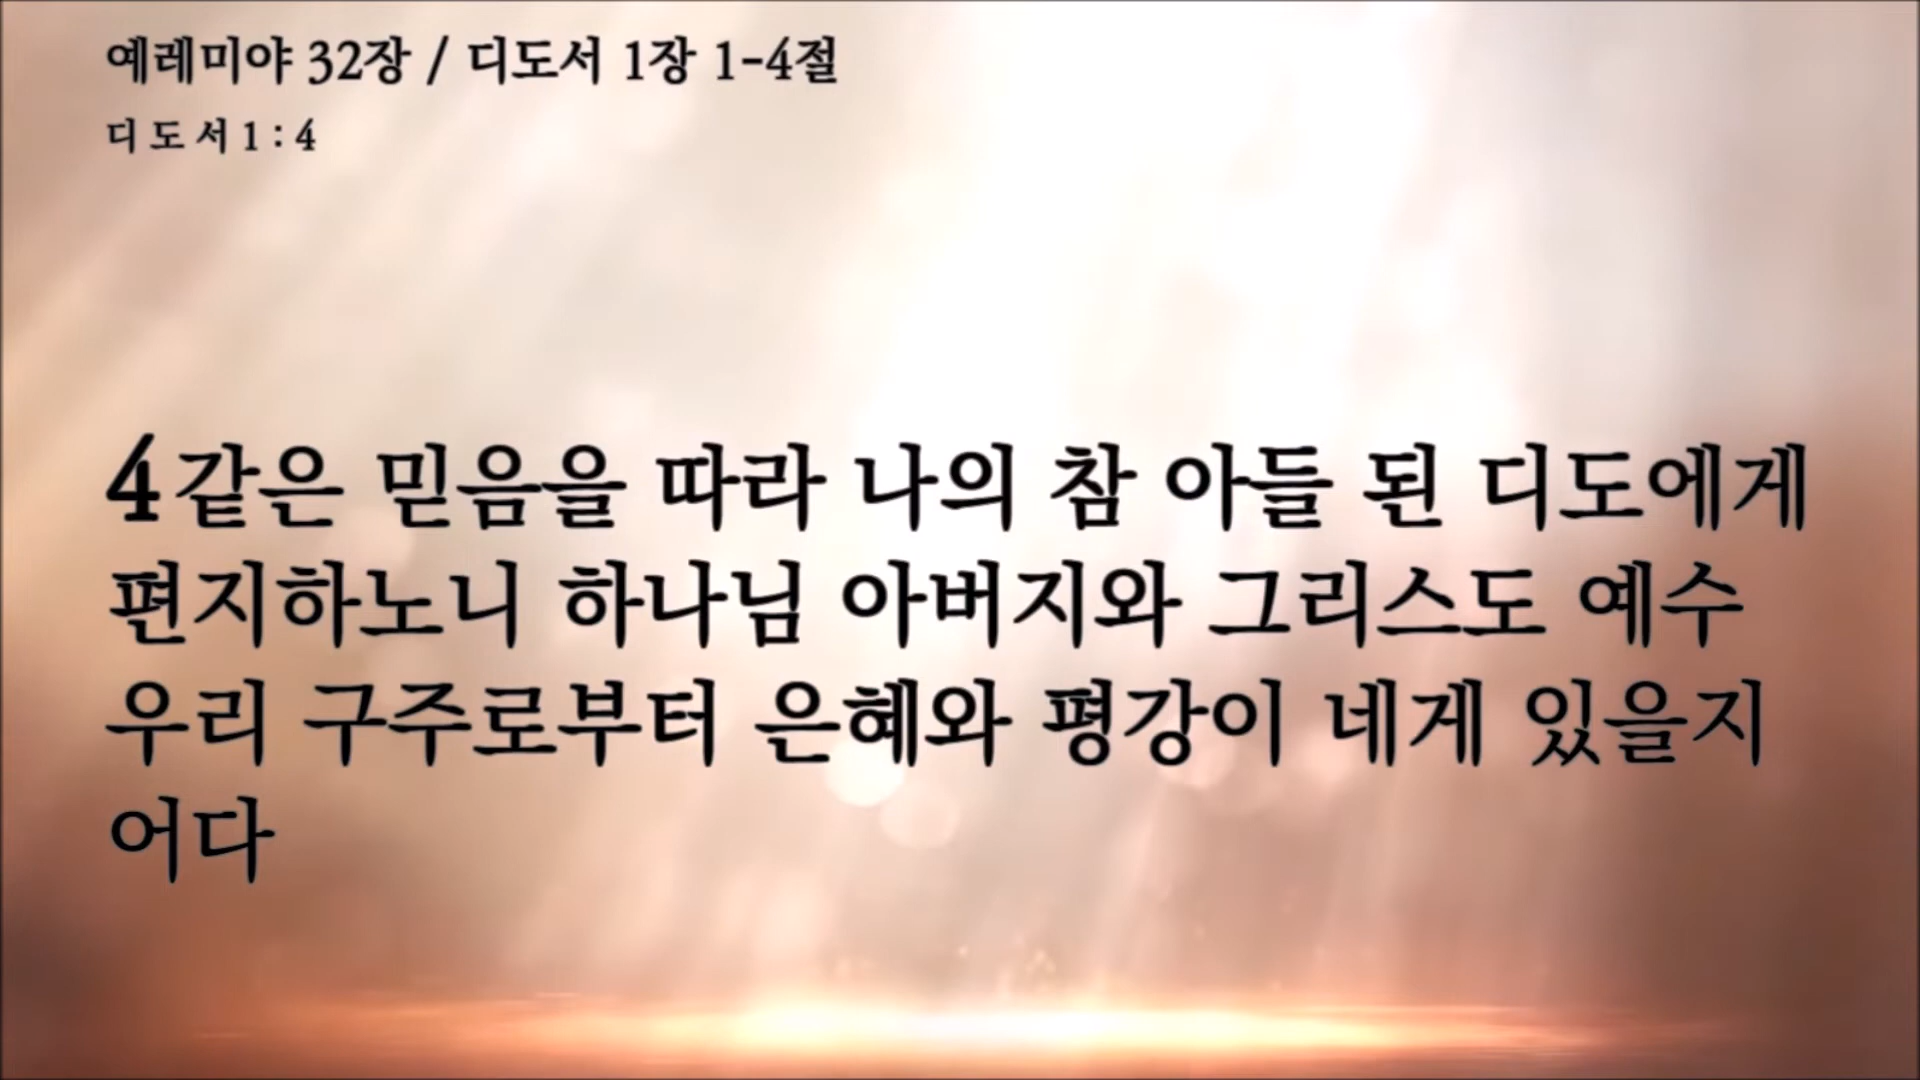 예레미야 32장 / 디도서 1장 1-4절
디도서1:4
4같은 믿음을 따라 나의 참 아들 된 디도에게
편지하노니 하나님 아버지와 그리스도 예수
우리 구주로부터 은혜와 평강이 네게 있을지
어다